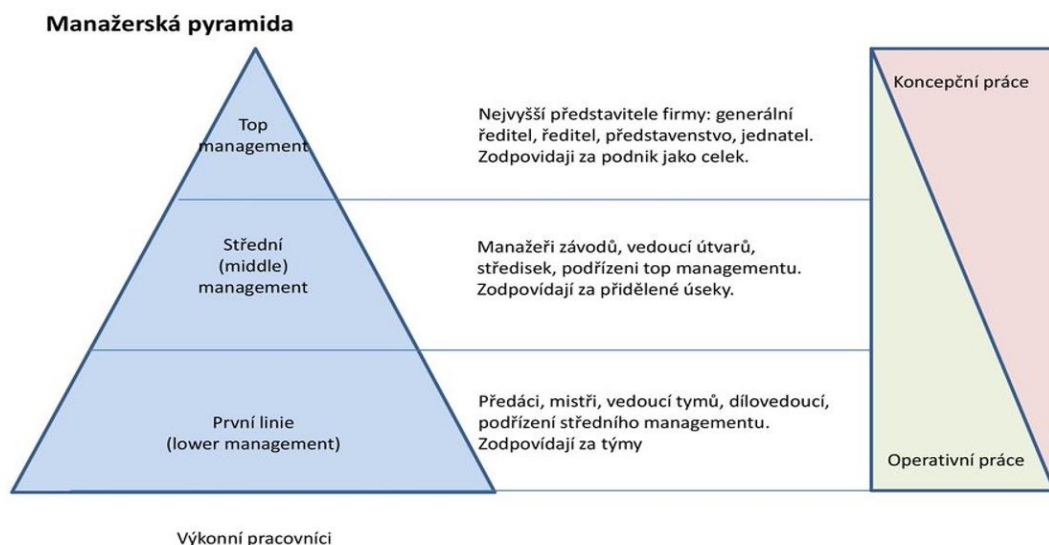 Manažerská pyramida
Top
management
Nejvyšší představitele firmy: generální
ředitel, ředitel, představenstvo, jednatel.
Zodpovidaji za podnik jako celek.
Koncepční práce
Střední
(middle)
management
Manažeři závodů, vedoucí útvarů,
středisek, podřízeni top managementu.
Zodpovídají za přidělené úseky.
První linie
(lower management)
Předáci, mistři, vedoucí tymů, dílovedoucí,
podřízení středního managementu.
Zodpovídají za týmy
Operativní práce
Výkonní pracovníci